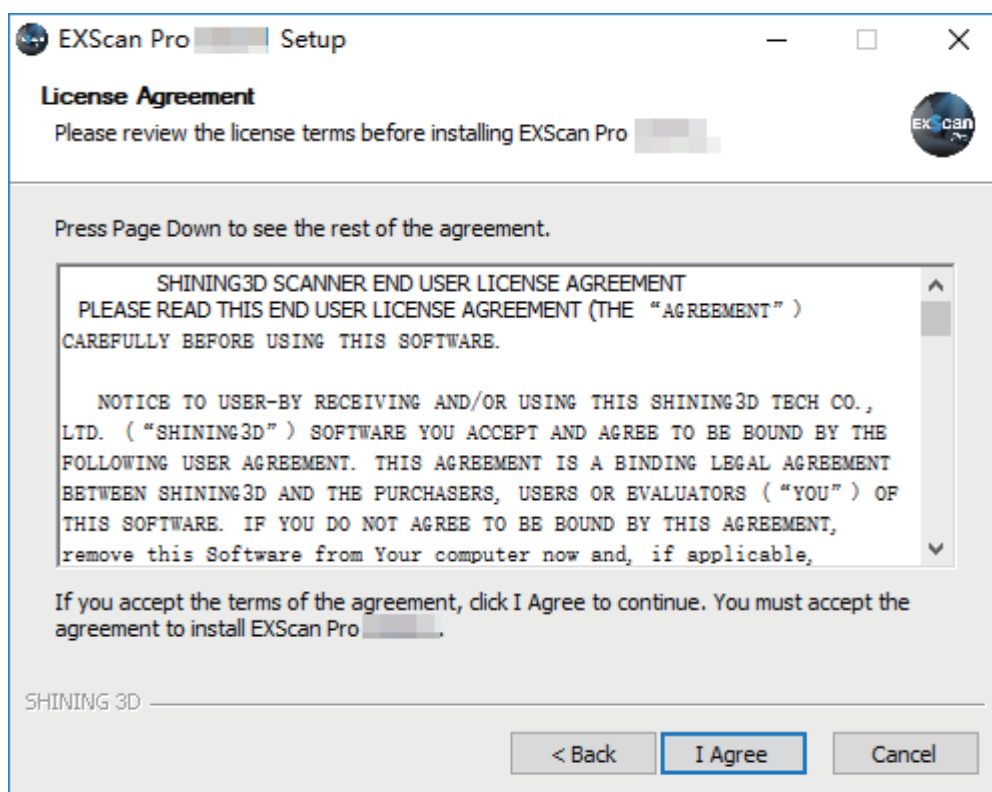 EXScan Pro Setup
License Agreement
Please review the license terms before installing EXScan Pro .
EXScan
Pro
Press Page Down to see the rest of the agreement.
SHINING3D SCANNER END USER LICENSE AGREEMENT
PLEASE READ THIS END USER LICENSE AGREEMENT (THE “AGREEMENT”)
CAREFULLY BEFORE USING THIS SOFTWARE.
NOTICE TO USER-BY RECEIVING AND/OR USING THIS SHINING3D TECH CO.,
LTD. (“SHINING3D”) SOFTWARE YOU ACCEPT AND AGREE TO BE BOUND BY THE
FOLLOWING USER AGREEMENT. THIS AGREEMENT IS A BINDING LEGAL AGREEMENT
BETWEEN SHINING3D AND THE PURCHASERS, USERS OR EVALUATORS (“YOU”) OF
THIS SOFTWARE. IF YOU DO NOT AGREE TO BE BOUND BY THIS AGREEMENT,
remove this Software from Your computer now and, if applicable,
If you accept the terms of the agreement, click I Agree to continue. You must accept the
agreement to install EXScan Pro .
SHINING 3D
< Back
I Agree
Cancel